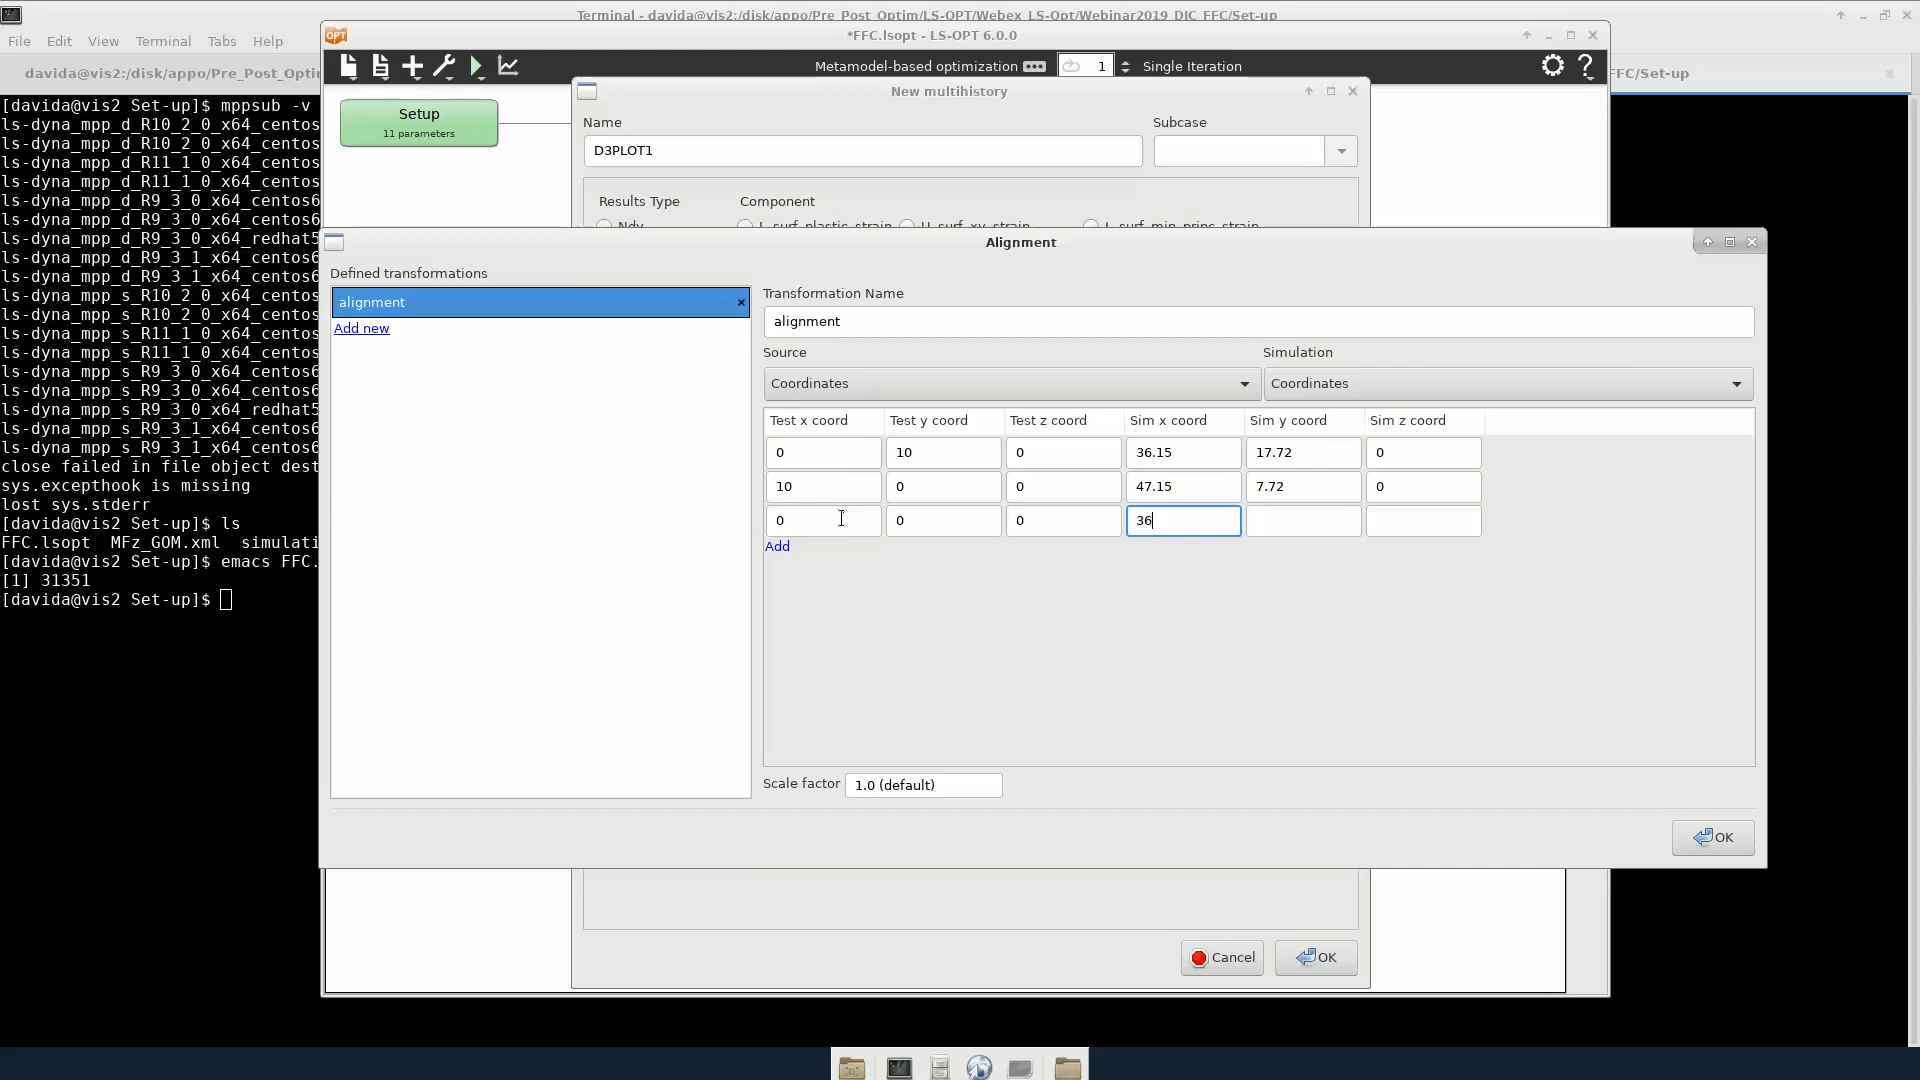 Terminal - davida@vis2:/disk/appo/Pre_Post_Optim/LS-OPT/Webex_LS-Opt/Webinar2019_DIC_FFC/Set-up
File Edit View Terminal Tabs Help
davida@vis2:/disk/appo/Pre_Post_Opti
FFC/Set-up
[davida@vis2 Set-up]$ mppsub -v
ls-dyna_mpp_d_R10_2_0_x64_centos
ls-dyna_mpp_d_R10_2_0_x64_centos
ls-dyna_mpp_d_R11_1_0_x64_centos
ls-dyna_mpp_d_R11_1_0_x64_centos
ls-dyna_mpp_d_R9_3_0_x64_centos6
ls-dyna_mpp_d_R9_3_0_x64_centos6
ls-dyna_mpp_d_R9_3_0_x64_redhat5
ls-dyna_mpp_d_R9_3_1_x64_centos6
ls-dyna_mpp_d_R9_3_1_x64_centos6
ls-dyna_mpp_s_R10_2_0_x64_centos
ls-dyna_mpp_s_R10_2_0_x64_centos
ls-dyna_mpp_s_R11_1_0_x64_centos
ls-dyna_mpp_s_R11_1_0_x64_centos
ls-dyna_mpp_s_R9_3_0_x64_centos6
ls-dyna_mpp_s_R9_3_0_x64_centos6
ls-dyna_mpp_s_R9_3_0_x64_redhat5
ls-dyna_mpp_s_R9_3_1_x64_centos6
ls-dyna_mpp_s_R9_3_1_x64_centos6
close failed in file object dest
sys.excepthook is missing
lost sys.stderr
[davida@vis2 Set-up]$ ls
FFC.lsopt MFz_GOM.xml simulati
[davida@vis2 Set-up]$ emacs FFC.
[1] 31351
[davida@vis2 Set-up]$
OPT
*FFC.lsopt - LS-OPT 6.0.0
Metamodel-based optimization 1 Single Iteration
Setup
11 parameters
New multihistory
Name Subcase
D3PLOT1
Results Type Component
Ndv L_surf_plastic_strain U_surf_xy_strain L_surf_min_princ_strain
Alignment
Defined transformations
alignment
Add new
Transformation Name
alignment
Source Simulation
Coordinates Coordinates
Test x coord Test y coord Test z coord Sim x coord Sim y coord Sim z coord
0 10 0 36.15 17.72 0
10 0 0 47.15 7.72 0
0 0 0 36
Add
Scale factor 1.0 (default)
OK
Cancel OK